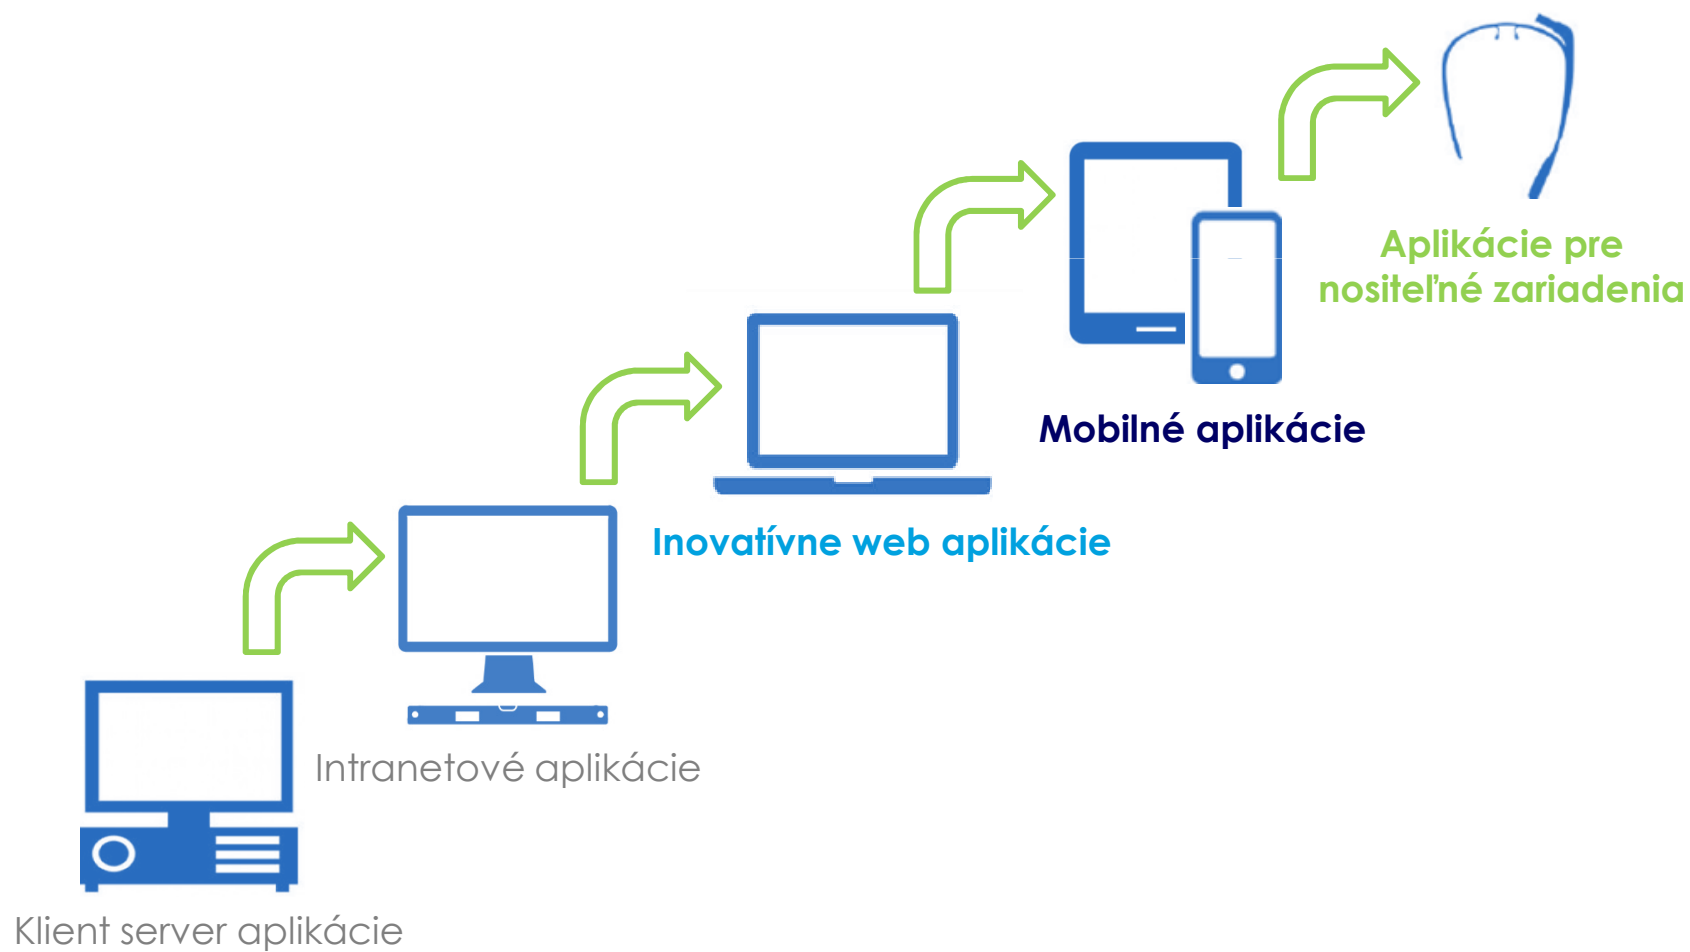 Aplikácie pre
nositeľné zariadenia
Mobilné aplikácie
Inovatívne web aplikácie
Intranetové aplikácie
Klient server aplikácie